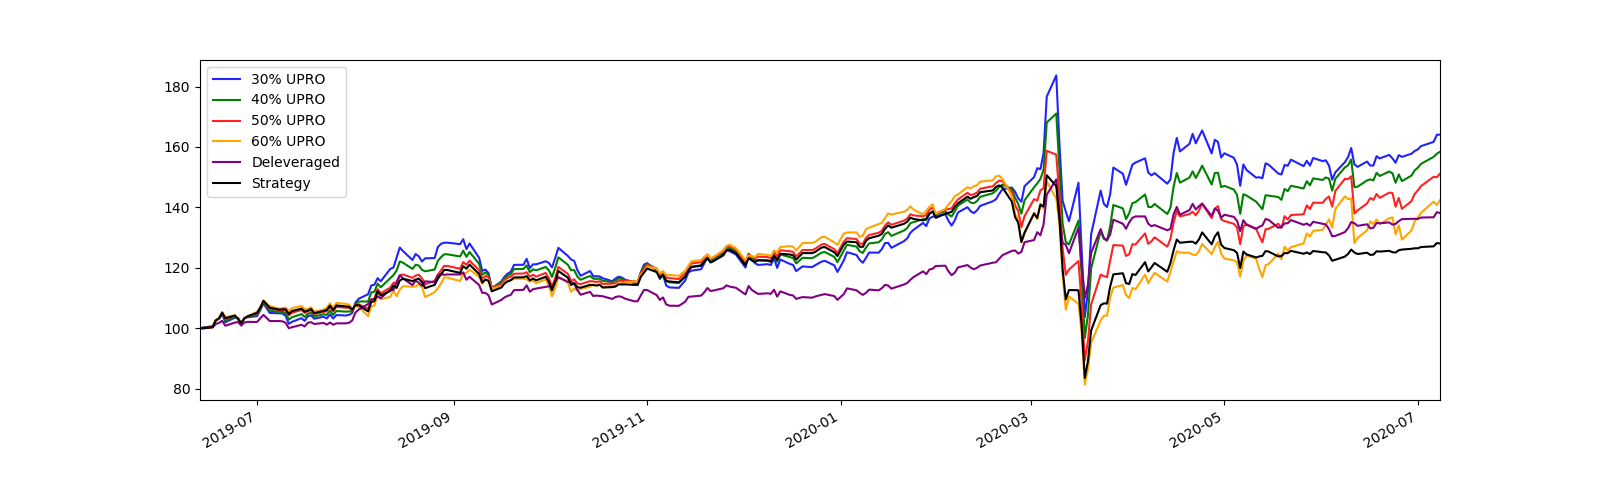 180
160
140
120
100
80
30% UPRO
40% UPRO
50% UPRO
60% UPRO
Deleveraged
Strategy
2019-07
2019-09
2019-11
2020-01
2020-03
2020-05
2020-07